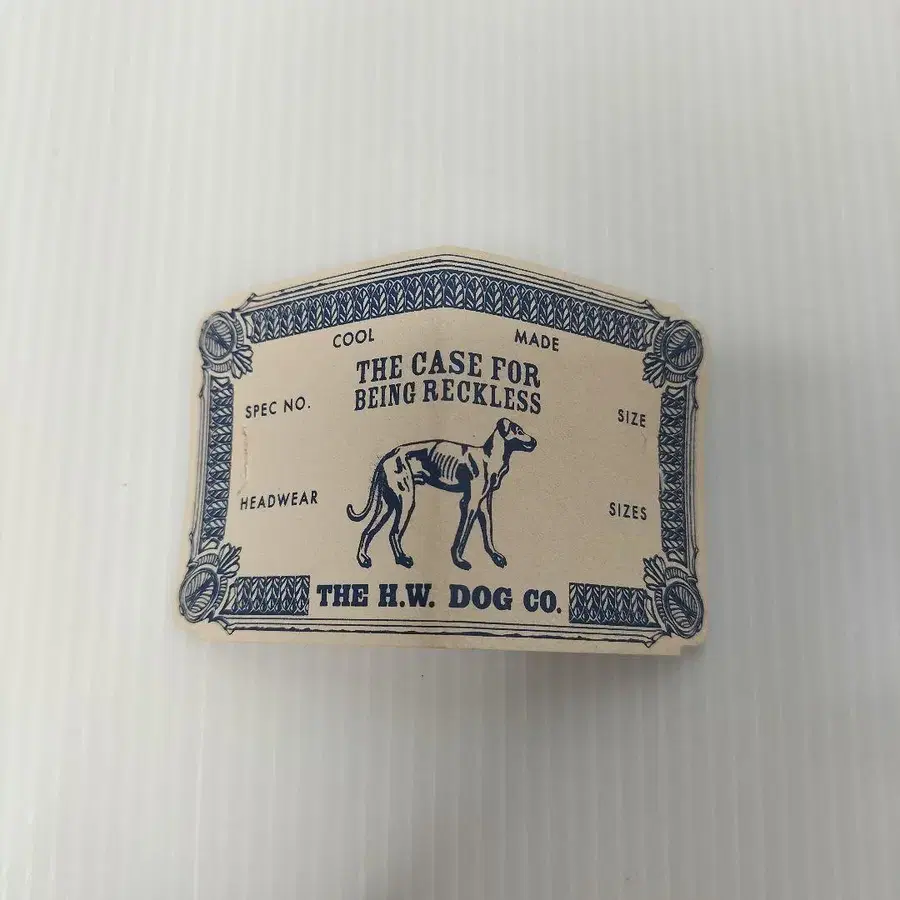 COOL MADE
THE CASE FOR
BEING RECKLESS
SPEC NO. SIZE
HEADWEAR SIZES
THE H.W. DOG CO.